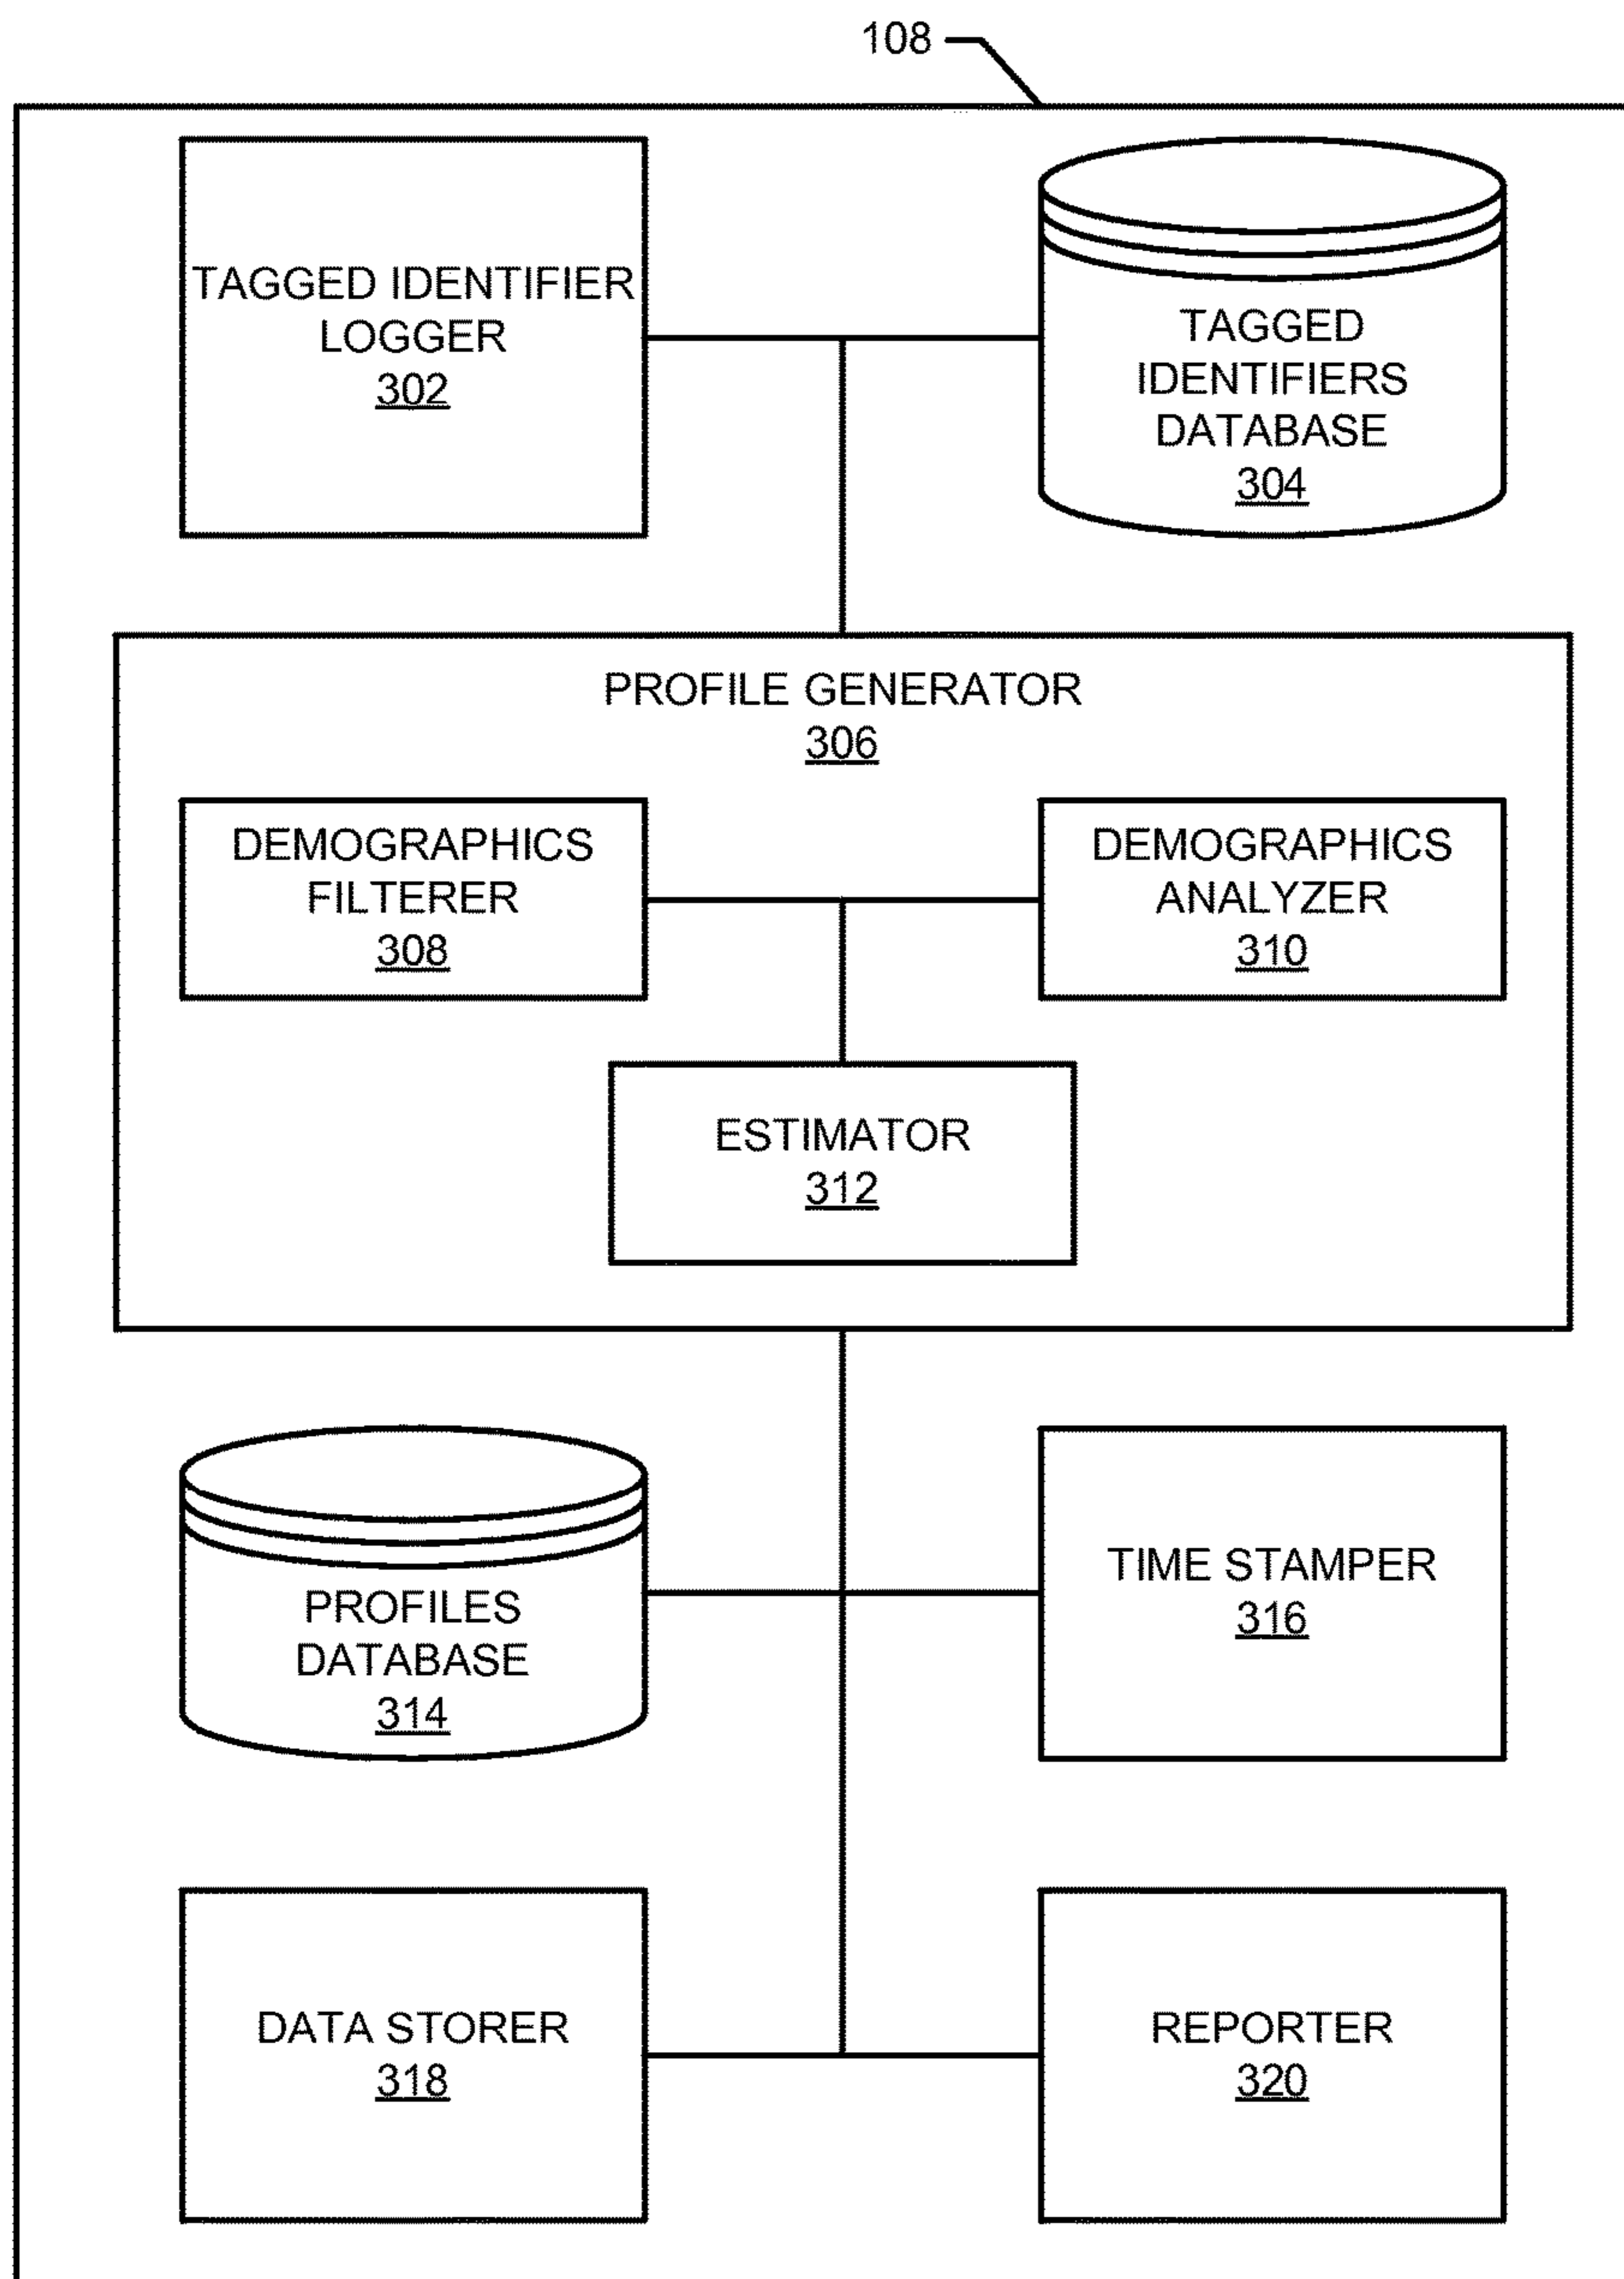 108
TAGGED IDENTIFIER
LOGGER
302
TAGGED
IDENTIFIERS
DATABASE
304
PROFILE GENERATOR
306
DEMOGRAPHICS
FILTERER
308
DEMOGRAPHICS
ANALYZER
310
ESTIMATOR
312
PROFILES
DATABASE
314
TIME STAMPER
316
DATA STORER
318
REPORTER
320